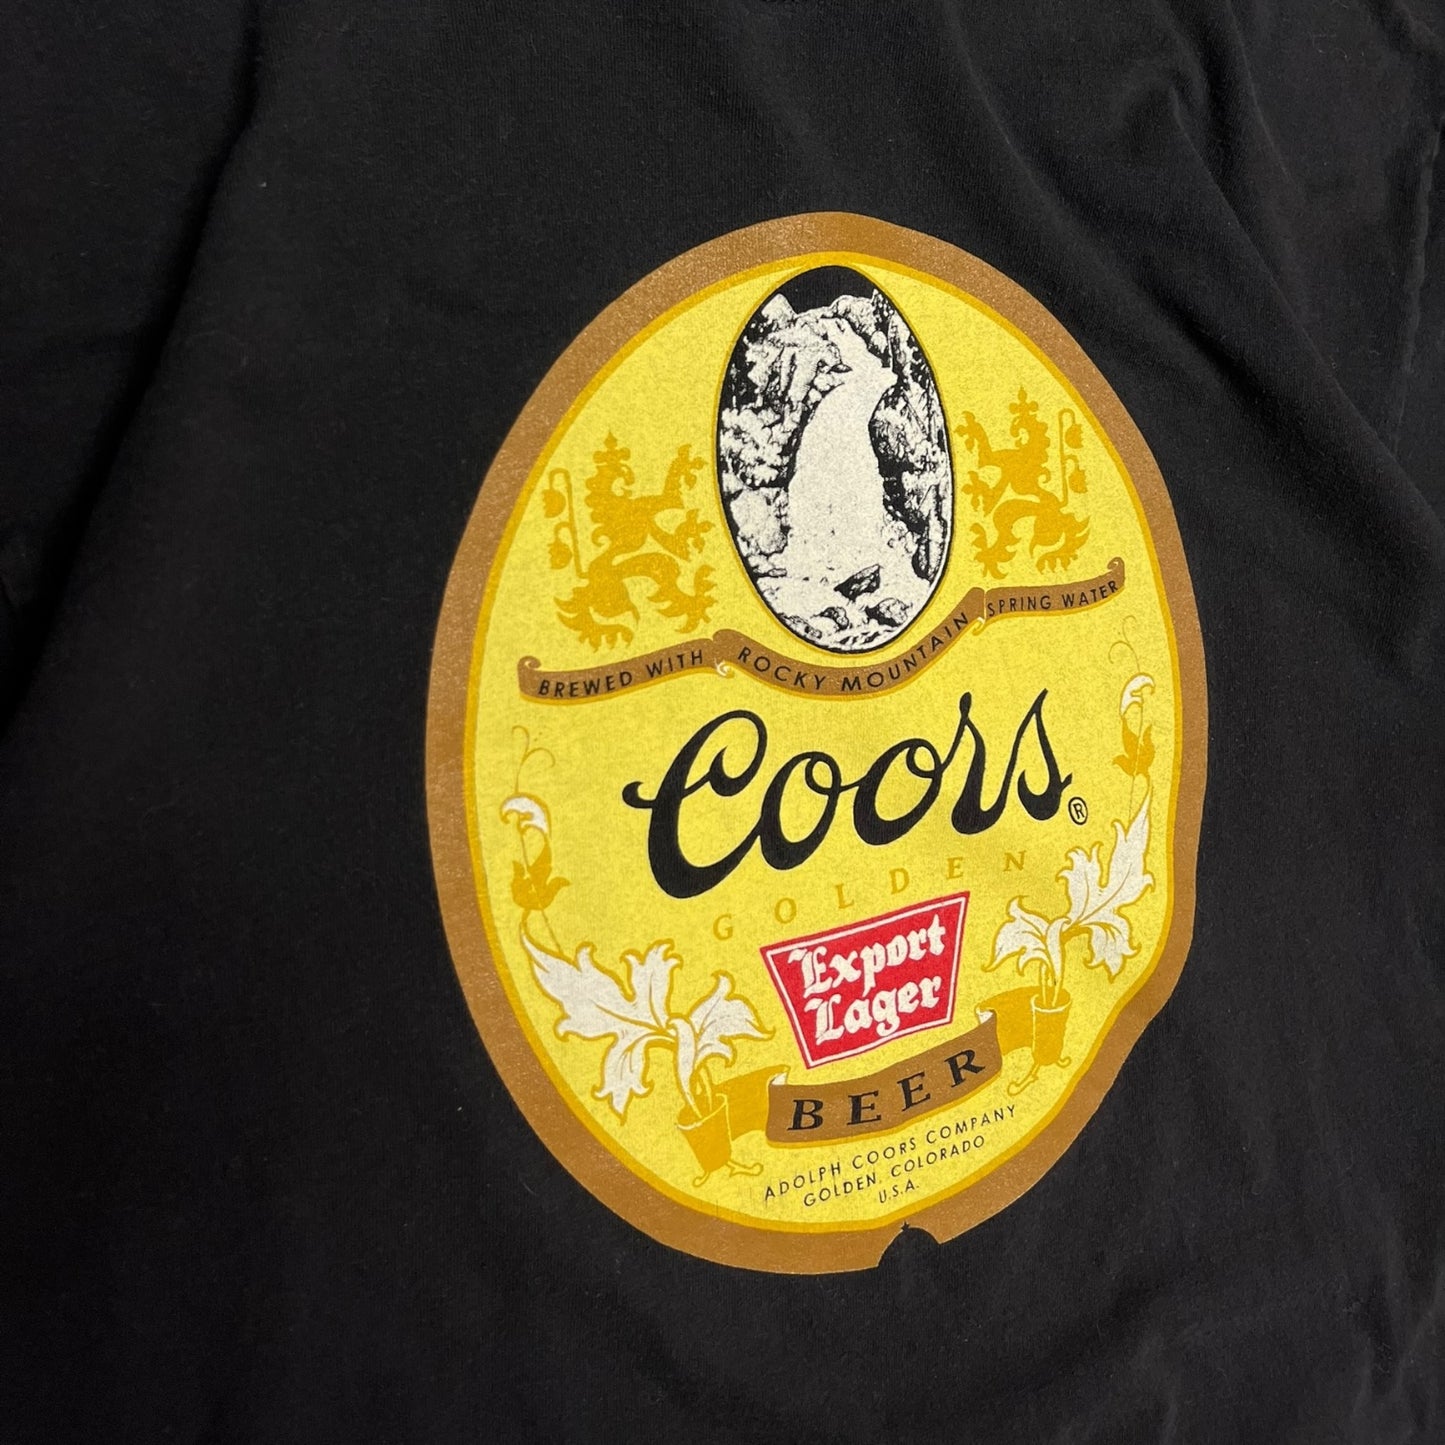 BREWED WITH ROCKY MOUNTAIN SPRING WATER
Coors®
GOLDEN
Export
Lager
BEER
ADOLPH COORS COMPANY
GOLDEN, COLORADO
U.S.A.